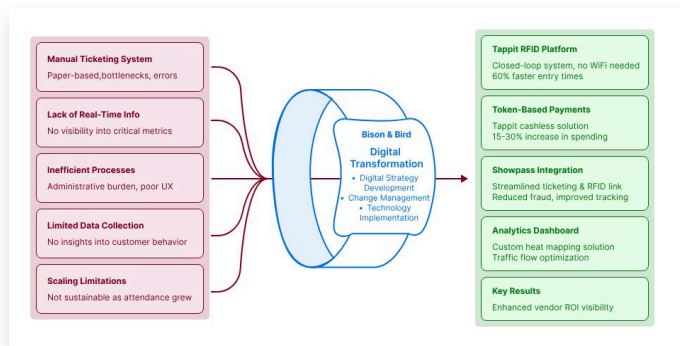 Manual Ticketing System
Paper-based,bottlenecks, errors
Lack of Real-Time Info
No visibility into critical metrics
Inefficient Processes
Administrative burden, poor UX
Limited Data Collection
No insights into customer behavior
Scaling Limitations
Not sustainable as attendance grew
Bison & Bird
Digital
Transformation
• Digital Strategy
Development
• Change Management
• Technology
Implementation
Tappit RFID Platform
Closed-loop system, no WiFi needed
60% faster entry times
Token-Based Payments
Tappit cashless solution
15-30% increase in spending
Showpass Integration
Streamlined ticketing & RFID link
Reduced fraud, improved tracking
Analytics Dashboard
Custom heat mapping solution
Traffic flow optimization
Key Results
Enhanced vendor ROI visibility